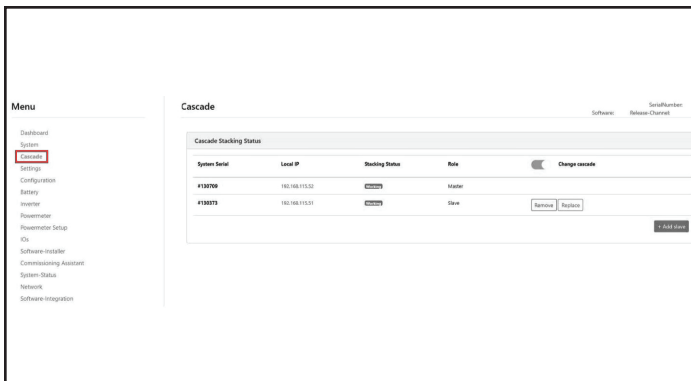 Menu
Dashboard
System
Cascade
Settings
Configuration
Battery
Inverter
Powermeter
Powermeter Setup
IOs
Software-Installer
Commissioning Assistant
System-Status
Network
Software-Integration
Cascade
SerialNumber:
Software: Release-Channel:
Cascade Stacking Status
System Serial Local IP Stacking Status Role Change cascade
#130709 192.168.115.52 Working Master
#130373 192.168.115.51 Working Slave Remove Replace
+ Add slave